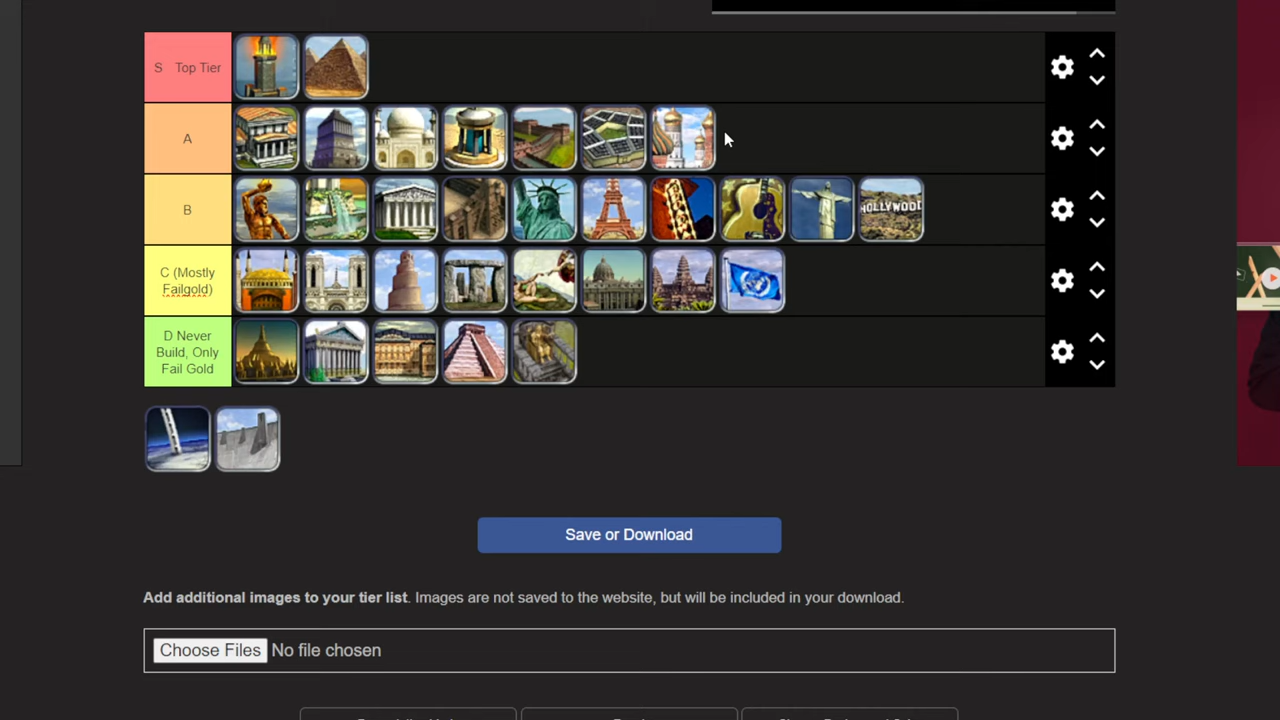 S Top Tier
A
B
HOLLYWOOD
C (Mostly
Failgold)
D Never
Build, Only
Fail Gold
Save or Download
Add additional images to your tier list. Images are not saved to the website, but will be included in your download.
Choose Files No file chosen